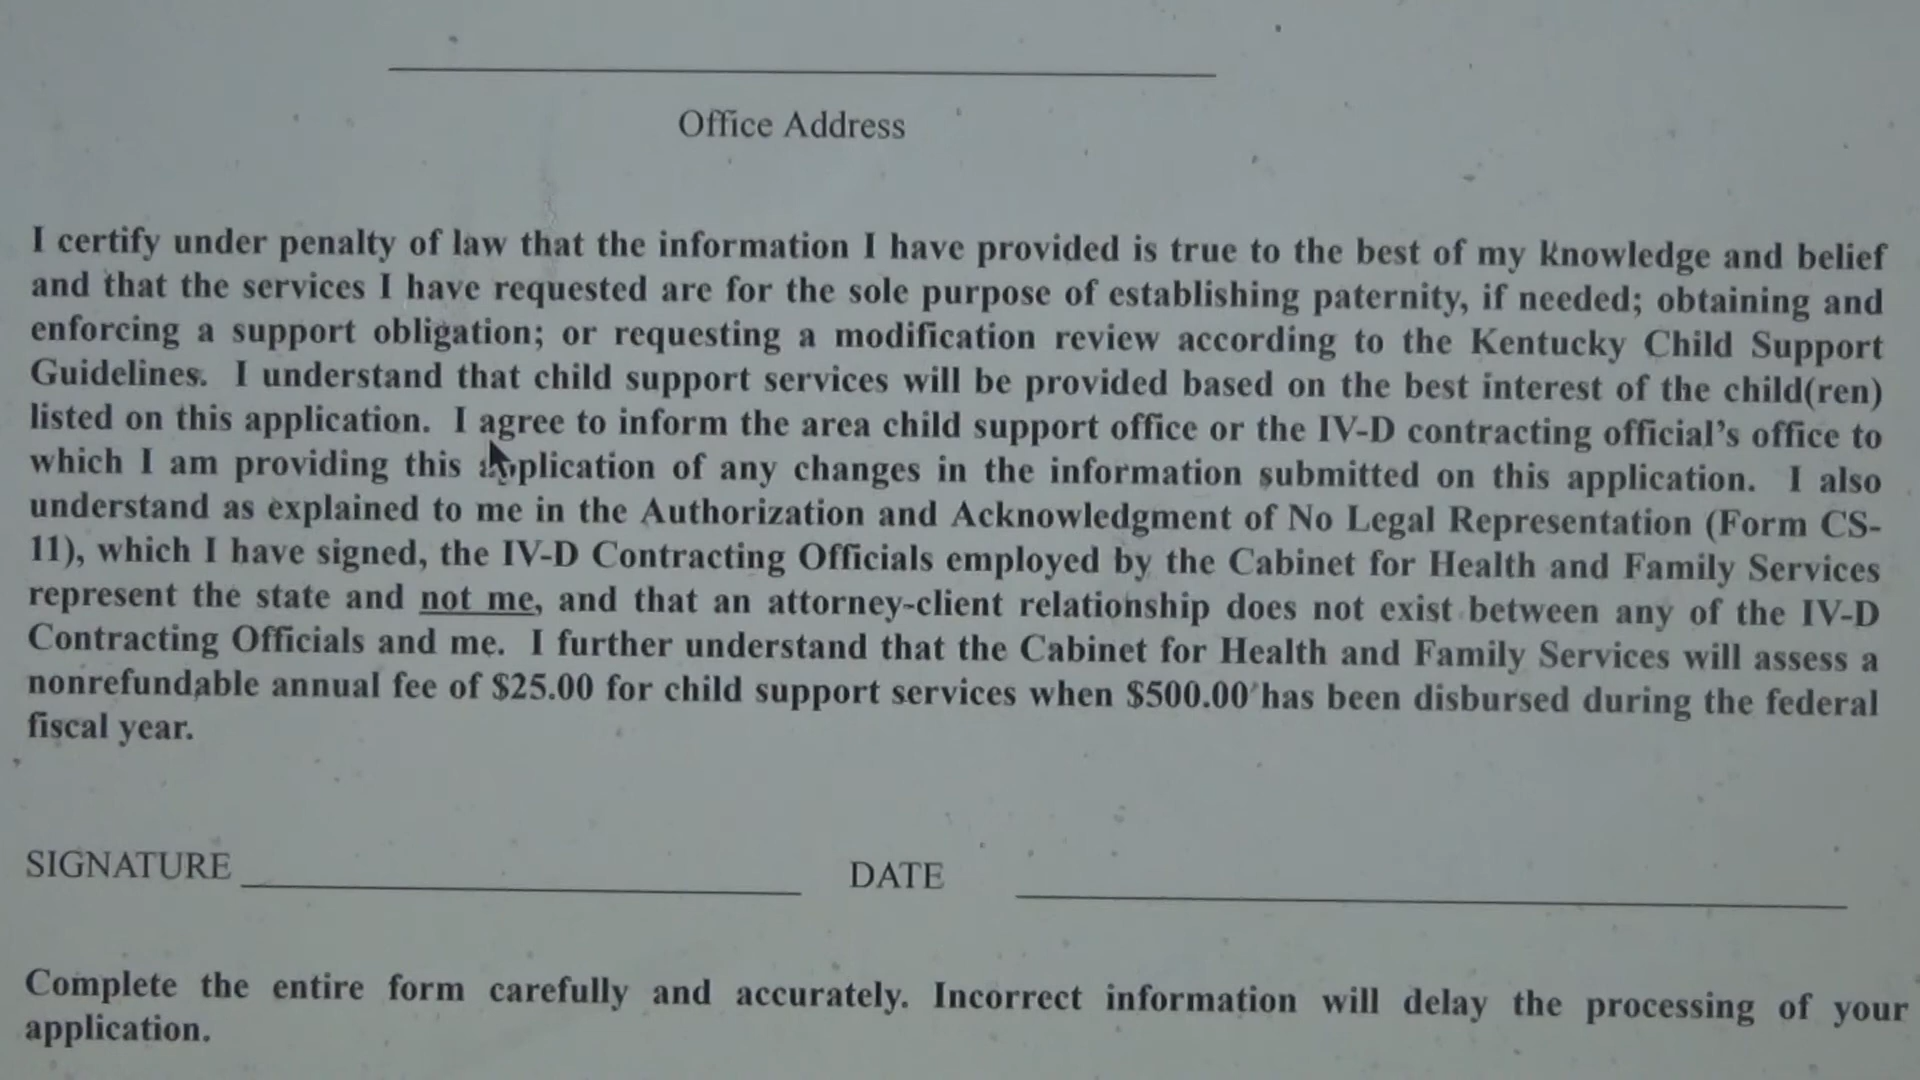 Office Address
I certify under penalty of law that the information I have provided is true to the best of my knowledge and belief
and that the services I have requested are for the sole purpose of establishing paternity, if needed; obtaining and
enforcing a support obligation; or requesting a modification review according to the Kentucky Child Support
Guidelines. I understand that child support services will be provided based on the best interest of the child(ren)
listed on this application. I agree to inform the area child support office or the IV-D contracting official's office to
which I am providing this application of any changes in the information submitted on this application. I also
understand as explained to me in the Authorization and Acknowledgment of No Legal Representation (Form CS-
11), which I have signed, the IV-D Contracting Officials employed by the Cabinet for Health and Family Services
represent the state and not me, and that an attorney-client relationship does not exist between any of the IV-D
Contracting Officials and me. I further understand that the Cabinet for Health and Family Services will assess a
nonrefundable annual fee of $25.00 for child support services when $500.00 has been disbursed during the federal
fiscal year.
SIGNATURE DATE
Complete the entire form carefully and accurately. Incorrect information will delay the processing of your
application.